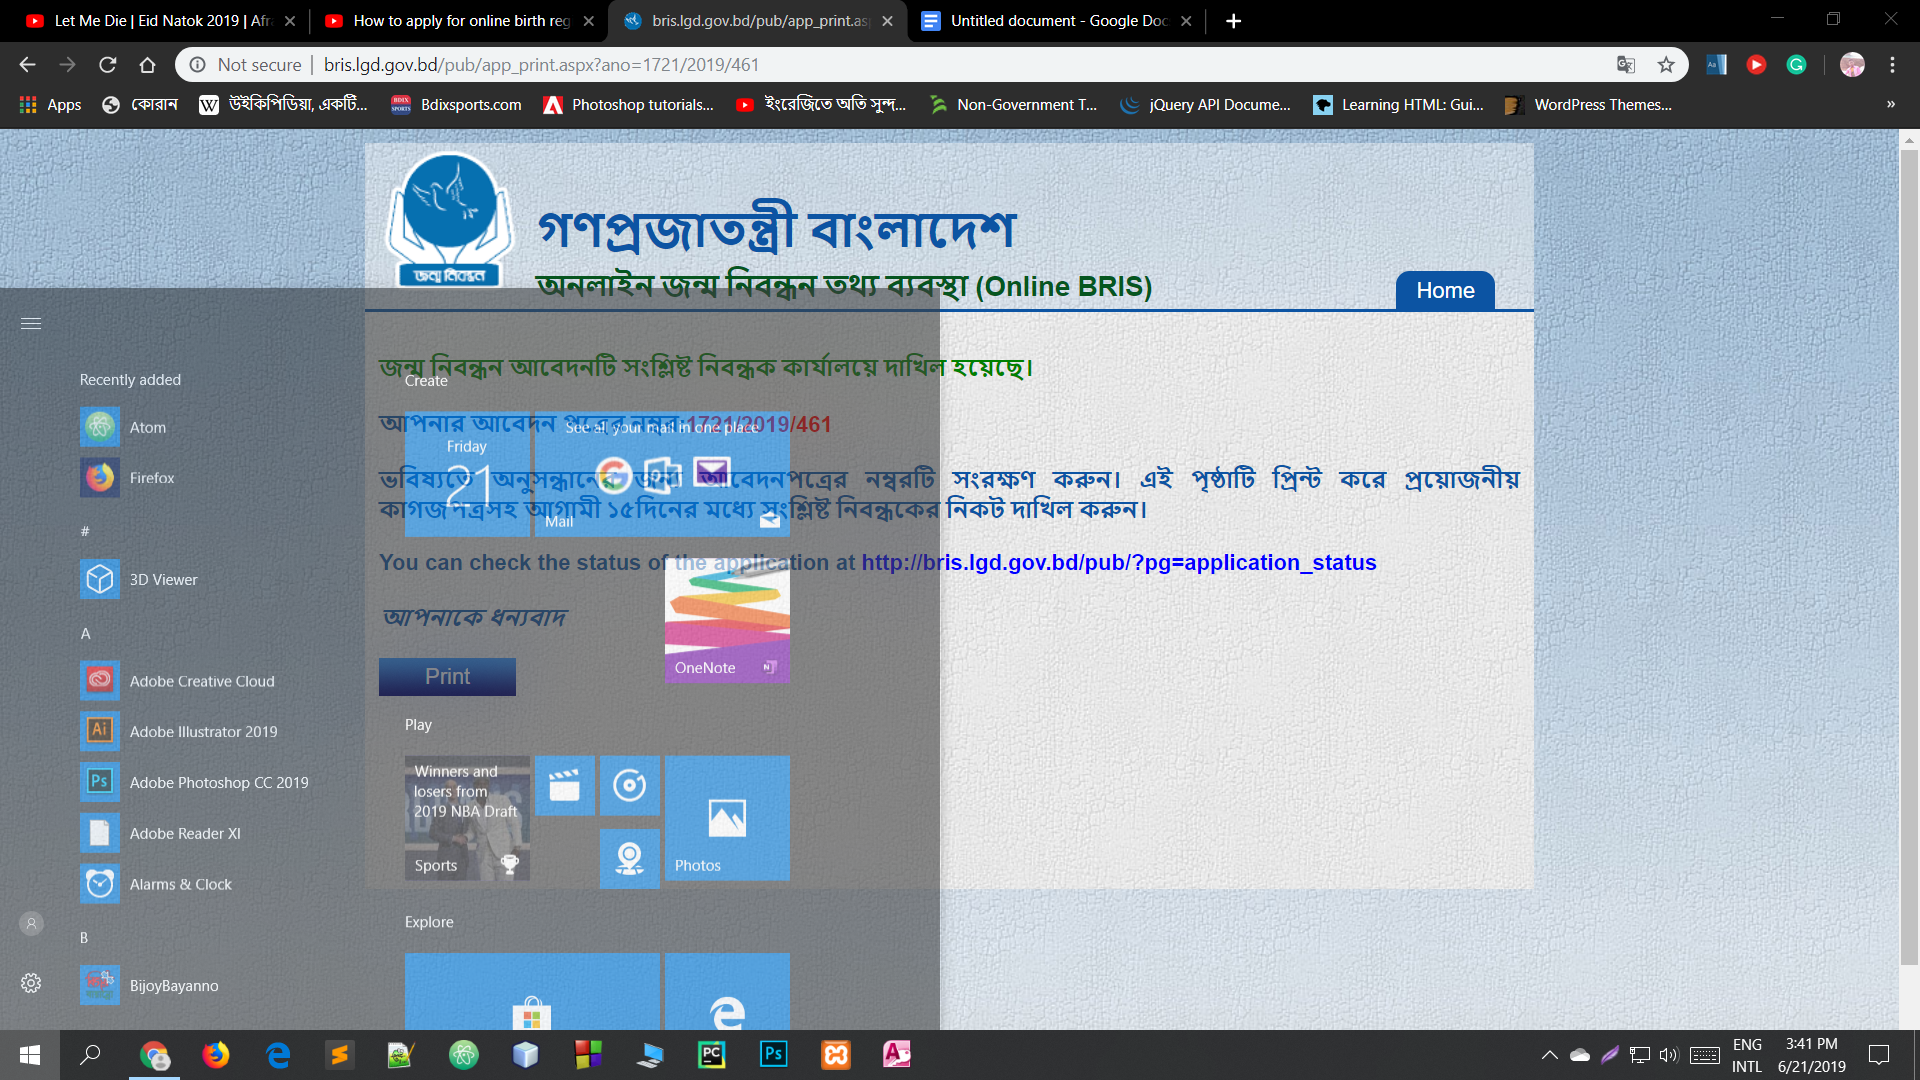 Let Me Die | Eid Natok 2019 | Afra
How to apply for online birth reg
bris.lgd.gov.bd/pub/app_print.as
Untitled document - Google Doc
Not secure | bris.lgd.gov.bd/pub/app_print.aspx?ano=1721/2019/461
Apps
কোরান
উইকিপিডিয়া, একটি...
Bdixsports.com
Photoshop tutorials...
ইংরেজিতে অতি সুন্দ...
Non-Government T...
jQuery API Docume...
Learning HTML: Gui...
WordPress Themes...
»
জন্ম নিবন্ধন
গণপ্রজাতন্ত্রী বাংলাদেশ
অনলাইন জন্ম নিবন্ধন তথ্য ব্যবস্থা (Online BRIS)
Home
জন্ম নিবন্ধন আবেদনটি সংশ্লিষ্ট নিবন্ধক কার্যালয়ে দাখিল হয়েছে।
আপনার আবেদন পত্রের নম্বর:1721/2019/461
ভবিষ্যতে অনুসন্ধানের জন্য আবেদনপত্রের নম্বরটি সংরক্ষণ করুন। এই পৃষ্ঠাটি প্রিন্ট করে প্রয়োজনীয়
কাগজপত্রসহ আগামী ১৫দিনের মধ্যে সংশ্লিষ্ট নিবন্ধকের নিকট দাখিল করুন।
You can check the status of the application at http://bris.lgd.gov.bd/pub/?pg=application_status
আপনাকে ধন্যবাদ
Print
Recently added
Atom
Firefox
#
3D Viewer
A
Adobe Creative Cloud
Adobe Illustrator 2019
Adobe Photoshop CC 2019
Adobe Reader XI
Alarms & Clock
B
BijoyBayanno
Create
Friday
21
See all your mail in one place
Mail
OneNote
Play
Winners and
losers from
2019 NBA Draft
Sports
Photos
Explore
ENG
INTL
3:41 PM
6/21/2019